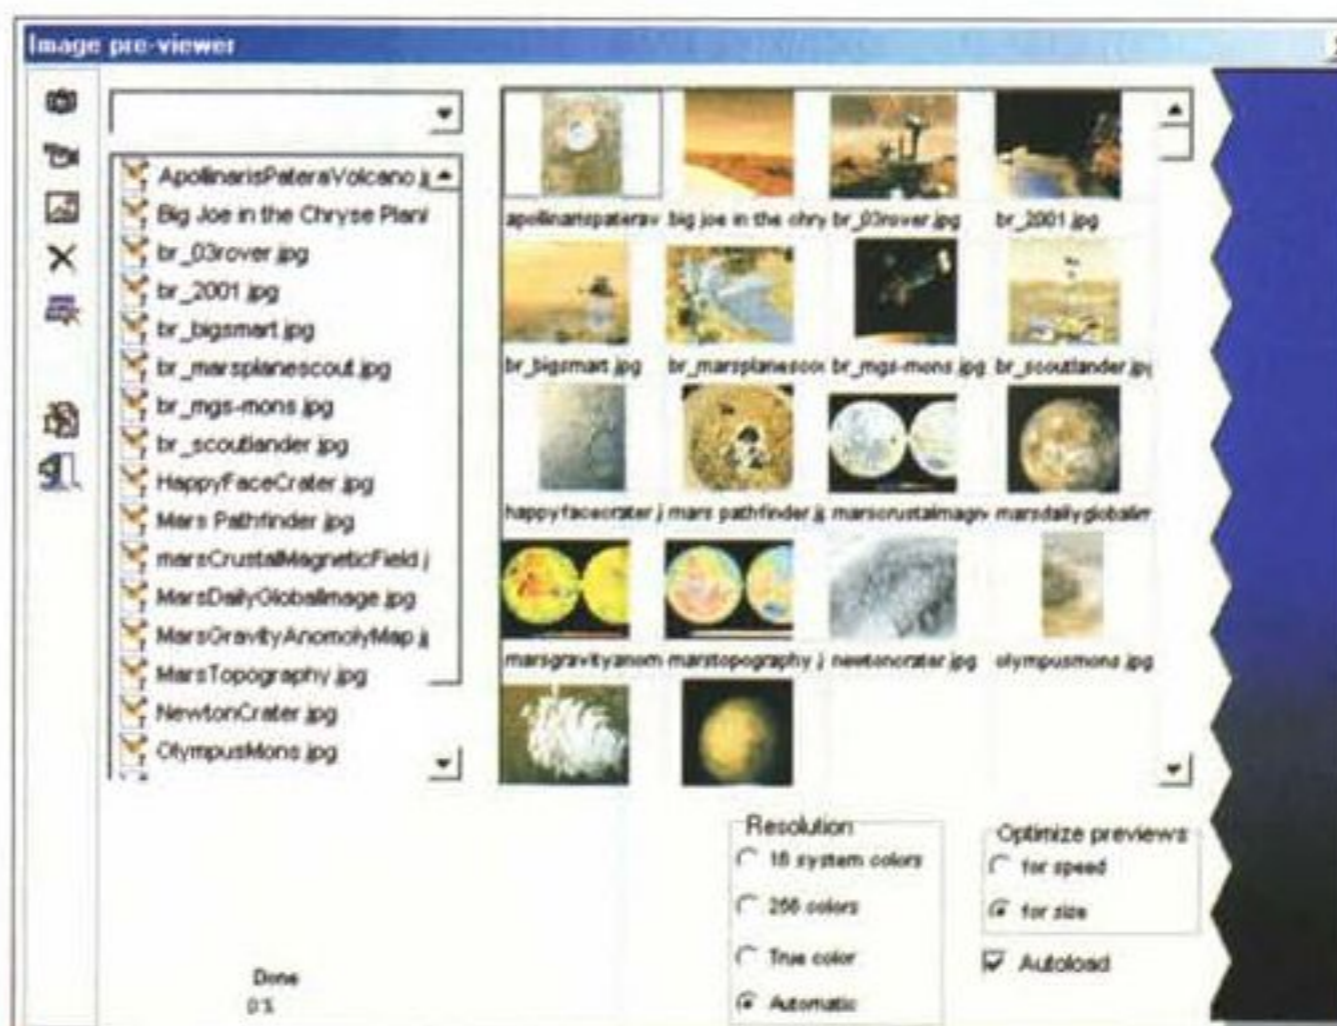 Image pre-viewer
ApollinarisPateraVolcano.j
Big Joe in the Chryse Plani
br_03rover.jpg
br_2001.jpg
br_bigsmart.jpg
br_marsplanescout.jpg
br_mgs-mons.jpg
br_scoutlander.jpg
HappyFaceCrater.jpg
Mars Pathfinder.jpg
marsCrustalMagneticField.j
MarsDailyGlobalImage.jpg
MarsGravityAnomolyMap.j
MarsTopography.jpg
NewtonCrater.jpg
OlympusMons.jpg
apollinarispaterav big joe in the chry br_03rover.jpg br_2001.jpg
br_bigsmart.jpg br_marsplanescou br_mgs-mons.jpg br_scoutlander.jpg
happyfacecrater.j mars pathfinder.jp marscrustalmagn marsdailyglobalim
marsgravityanom marstopography.j newtoncrater.jpg olympusmons.jpg
Resolution
16 system colors
256 colors
True color
Automatic
Optimize previews
for speed
for size
Autoload
Done
0%